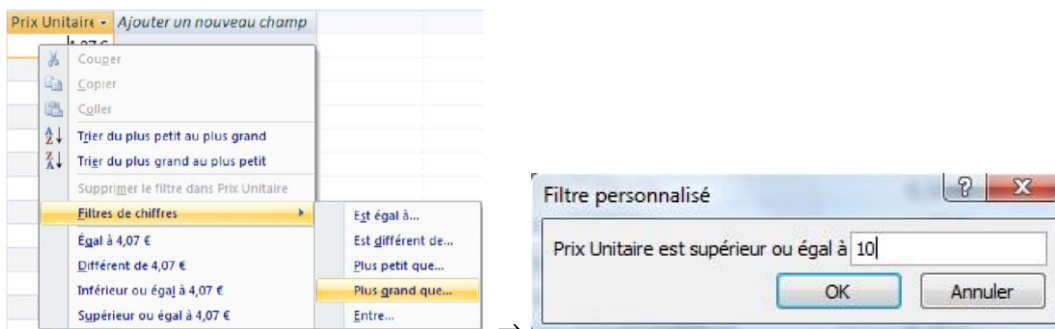 Prix Unitaire Ajouter un nouveau champ
Couper
Copier
Coller
Trier du plus petit au plus grand
Trier du plus grand au plus petit
Supprimer le filtre dans Prix Unitaire
Filtres de chiffres
Égal à 4,07 €
Différent de 4,07 €
Inférieur ou égal à 4,07 €
Supérieur ou égal à 4,07 €
Est égal à...
Est différent de...
Plus petit que...
Plus grand que...
Entre...
→
Filtre personnalisé
Prix Unitaire est supérieur ou égal à 10
OK Annuler